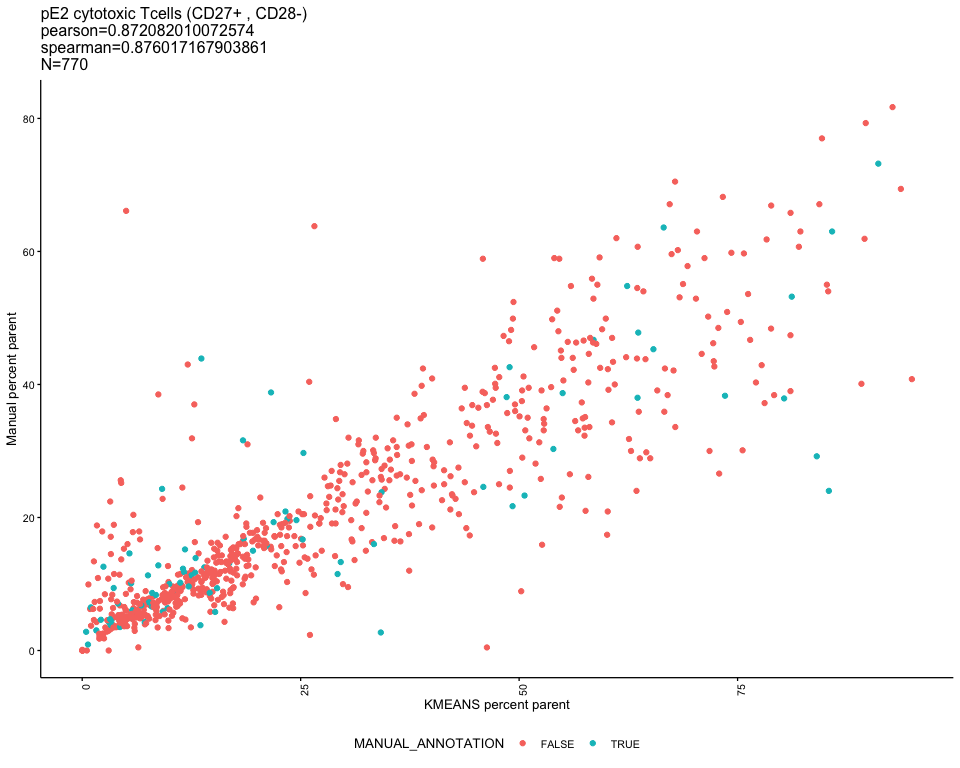 pE2 cytotoxic Tcells (CD27+ , CD28-)
pearson=0.872082010072574
spearman=0.876017167903861
N=770
80
60
40
20
0
Manual percent parent
0
25
50
75
KMEANS percent parent
MANUAL_ANNOTATION
FALSE
TRUE